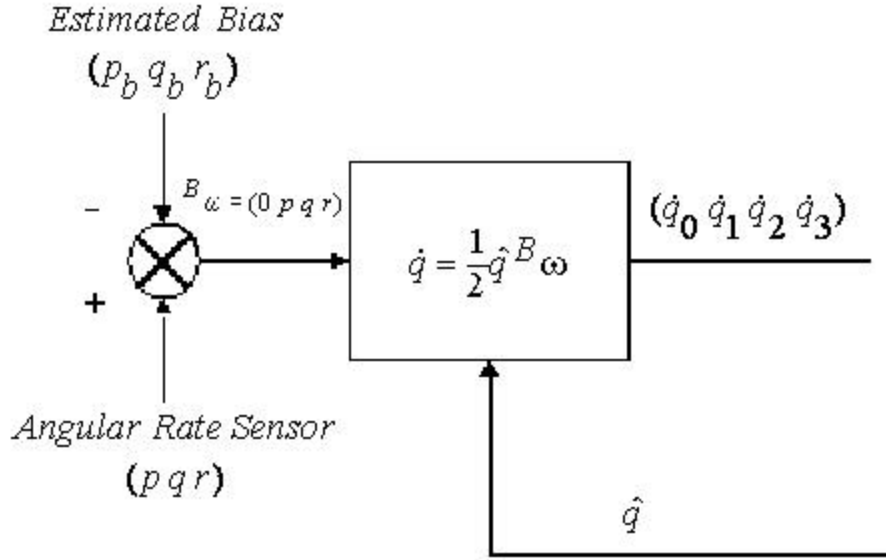 Estimated Bias
(p_b q_b r_b)
^B ω = (0 p q r)
−
(q̇_0 q̇_1 q̇_2 q̇_3)
q̇ = 1/2 q̂ ^B ω
+
Angular Rate Sensor
(p q r)
q̂